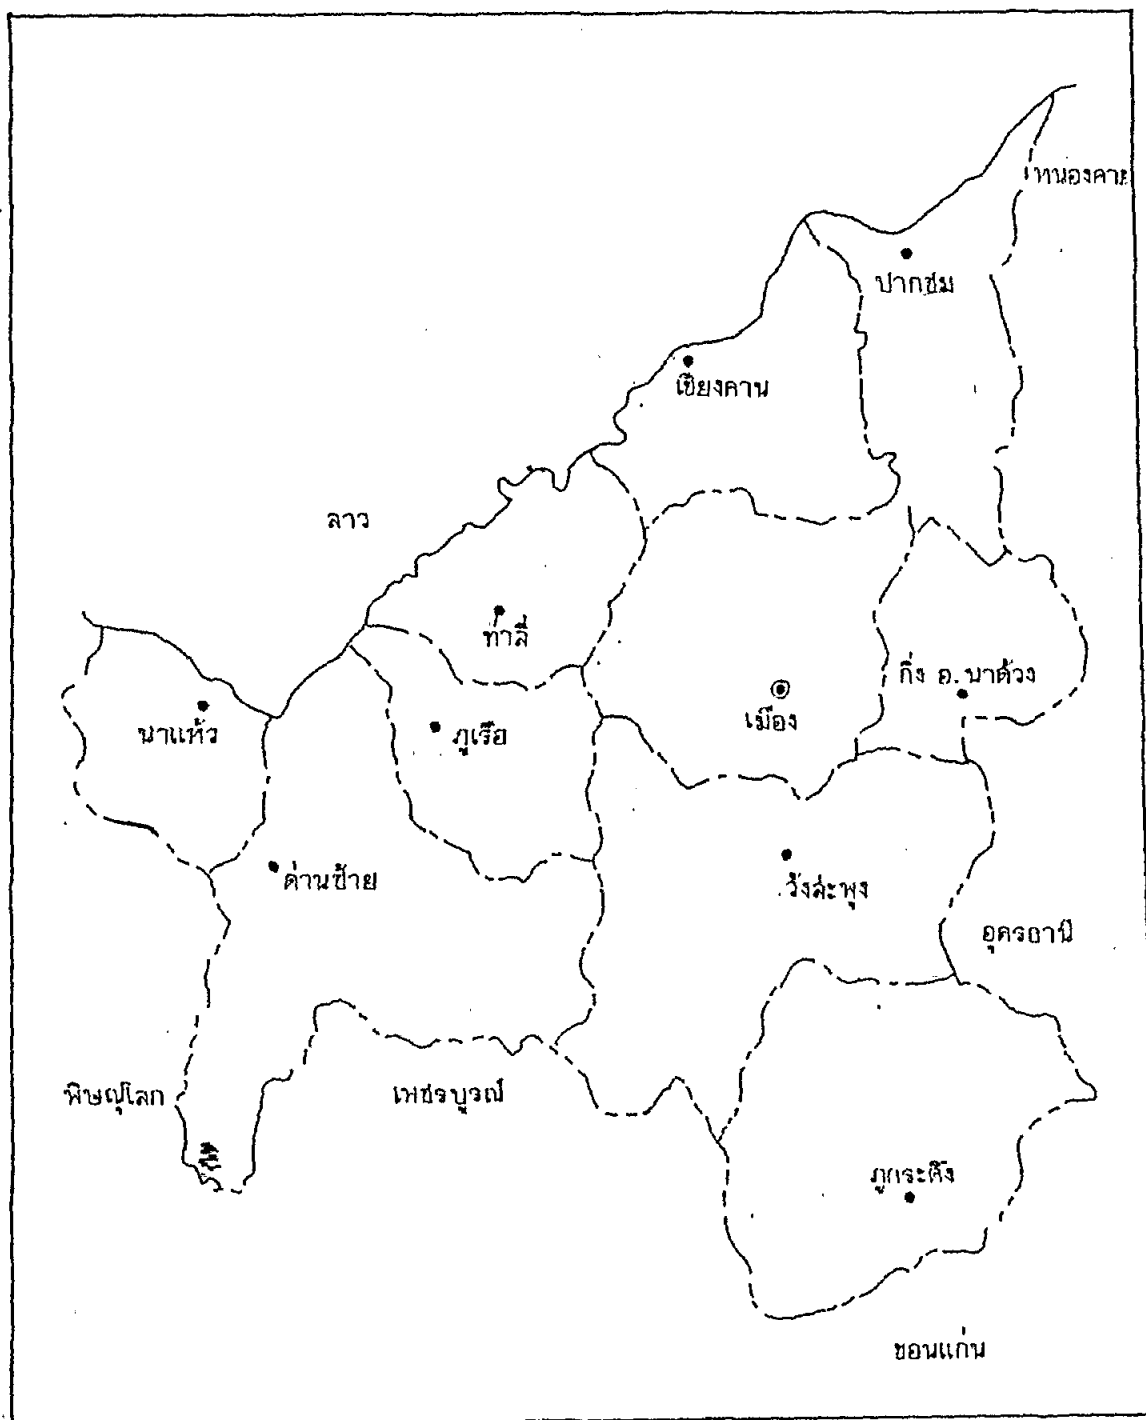 หนองคาย
ปากชม
เชียงคาน
ลาว
ท่าลี่
กิ่ง อ. นาด้วง
เมือง
นาแห้ว
ภูเรือ
ด่านซ้าย
วังสะพุง
อุดรธานี
พิษณุโลก
เพชรบูรณ์
ภูกระดึง
ขอนแก่น